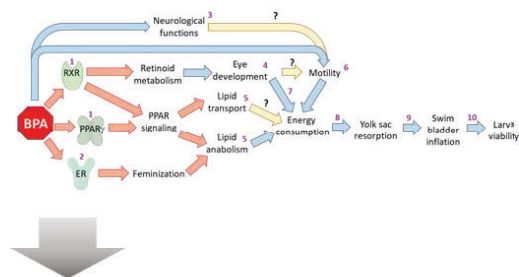 3
?
Neurological
functions
1
RXR
Retinoid
metabolism
Eye
development
4
?
Motility
6
7
BPA
1
PPARγ
PPAR
signaling
Lipid
transport
5
?
Energy
consumption
8
Yolk sac
resorption
9
Swim
bladder
inflation
10
Larva
viability
Lipid
anabolism
5
2
ER
Feminization